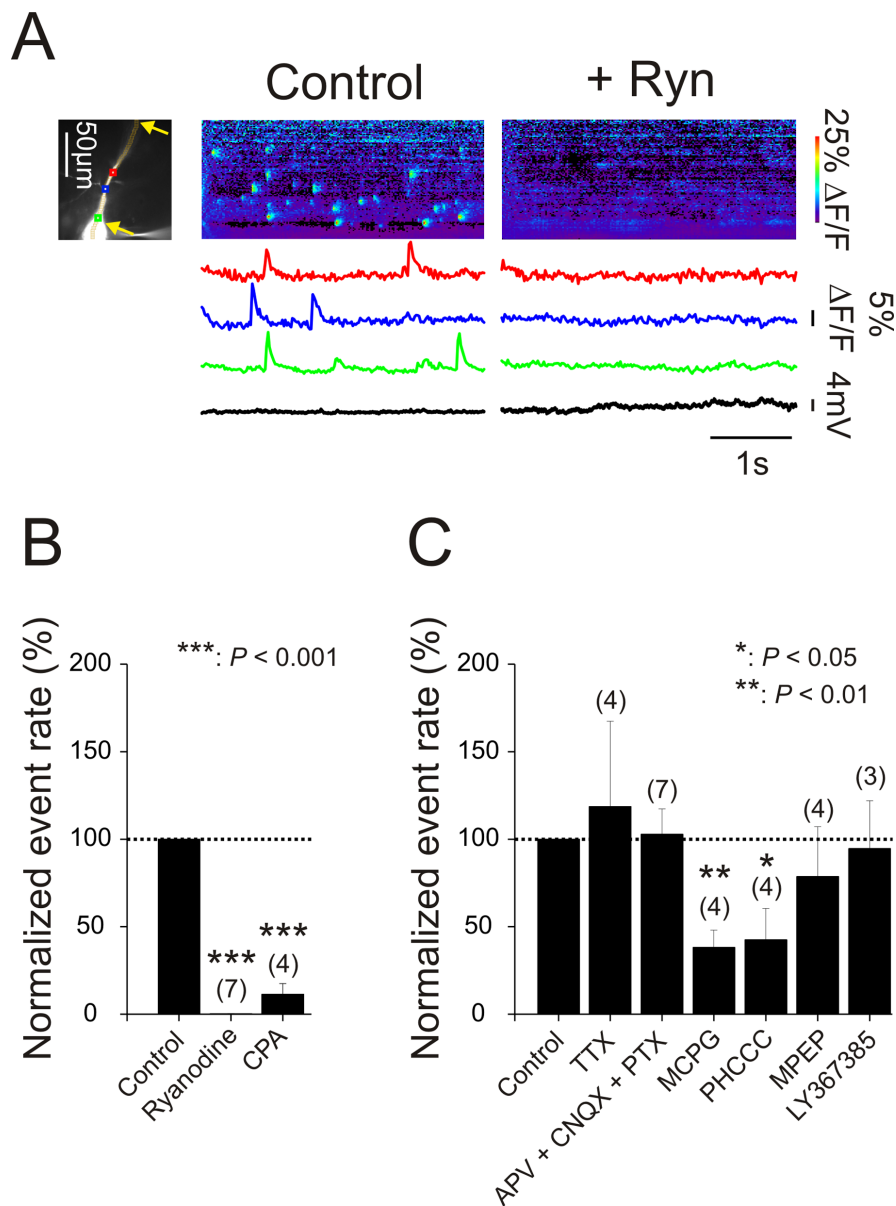 A
Control
+ Ryn
50µm
25% ΔF/F
5%
ΔF/F
4mV
1s
B
Normalized event rate (%)
***: P < 0.001
200
150
100
50
0
***
(7)
***
(4)
Control
Ryanodine
CPA
C
Normalized event rate (%)
*: P < 0.05
**: P < 0.01
200
150
100
50
0
(4)
(7)
**
(4)
*
(4)
(4)
(3)
Control
TTX
APV + CNQX + PTX
MCPG
PHCCC
MPEP
LY367385